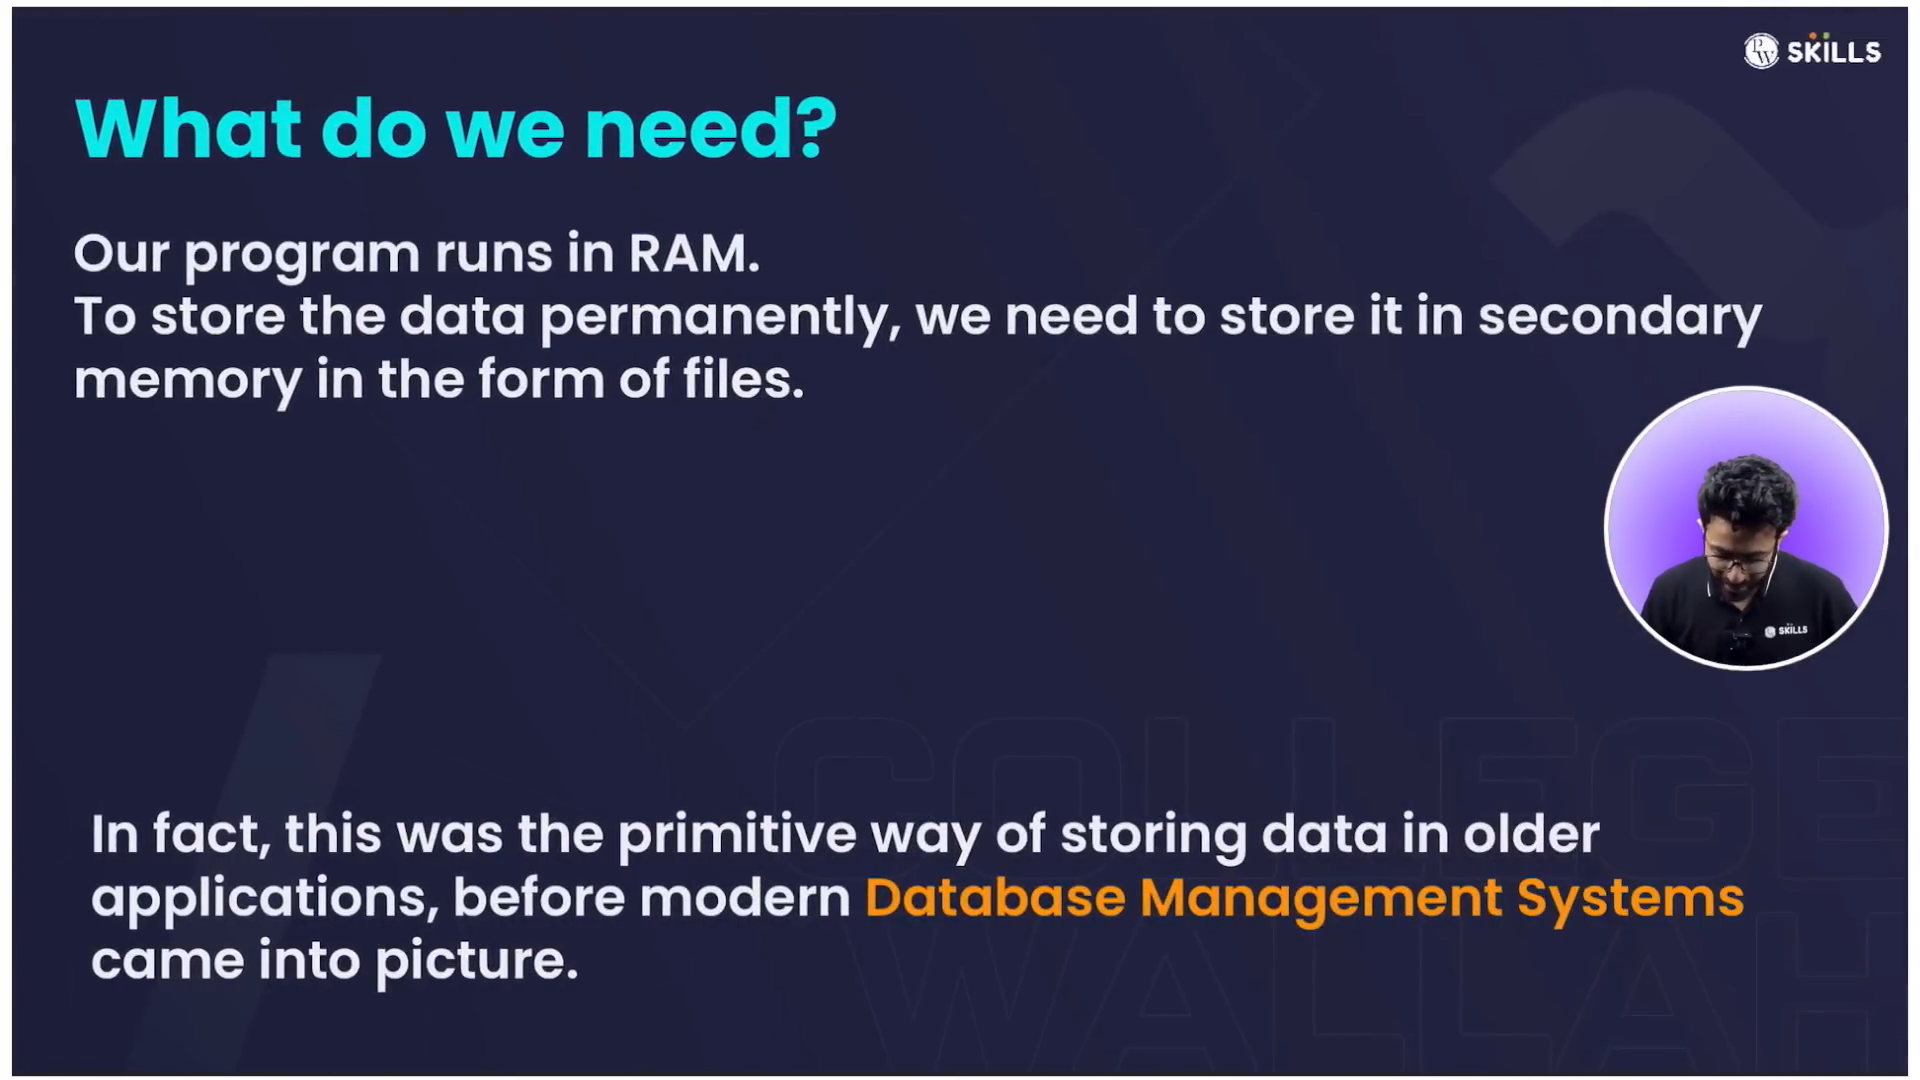 PW SKILLS
What do we need?
Our program runs in RAM.
To store the data permanently, we need to store it in secondary
memory in the form of files.
SKILLS
In fact, this was the primitive way of storing data in older
applications, before modern Database Management Systems
came into picture.
COLLEGE
WALLAH